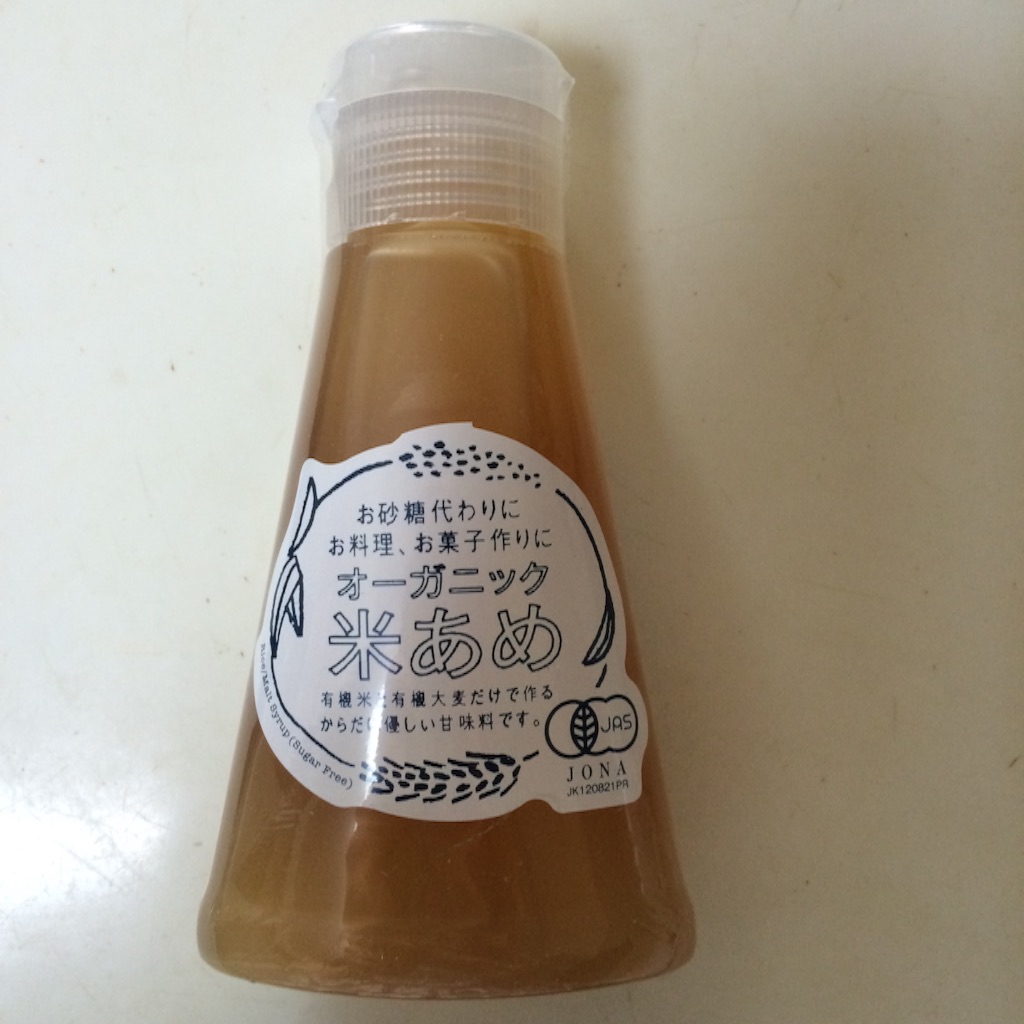 お砂糖代わりに
お料理、お菓子作りに
オーガニック
米あめ
有機米と有機大麦だけで作る
からだに優しい甘味料です。
Rice/Malt Syrup (Sugar Free)
JAS
JONA
JK120821PR